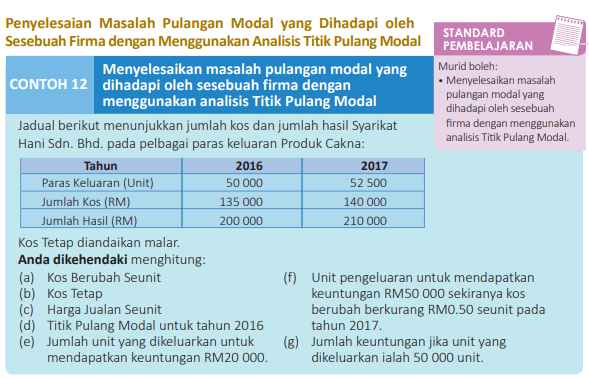 Penyelesaian Masalah Pulangan Modal yang Dihadapi oleh
Sesebuah Firma dengan Menggunakan Analisis Titik Pulang Modal
STANDARD
PEMBELAJARAN
Murid boleh:
• Menyelesaikan masalah
pulangan modal yang
dihadapi oleh sesebuah
firma dengan menggunakan
analisis Titik Pulang Modal.
CONTOH 12
Menyelesaikan masalah pulangan modal yang
dihadapi oleh sesebuah firma dengan
menggunakan analisis Titik Pulang Modal
Jadual berikut menunjukkan jumlah kos dan jumlah hasil Syarikat
Hani Sdn. Bhd. pada pelbagai paras keluaran Produk Cakna:
Tahun 2016 2017
Paras Keluaran (Unit) 50 000 52 500
Jumlah Kos (RM) 135 000 140 000
Jumlah Hasil (RM) 200 000 210 000
Kos Tetap diandaikan malar.
Anda dikehendaki menghitung:
(a) Kos Berubah Seunit
(b) Kos Tetap
(c) Harga Jualan Seunit
(d) Titik Pulang Modal untuk tahun 2016
(e) Jumlah unit yang dikeluarkan untuk
mendapatkan keuntungan RM20 000.
(f) Unit pengeluaran untuk mendapatkan
keuntungan RM50 000 sekiranya kos
berubah berkurang RM0.50 seunit pada
tahun 2017.
(g) Jumlah keuntungan jika unit yang
dikeluarkan ialah 50 000 unit.